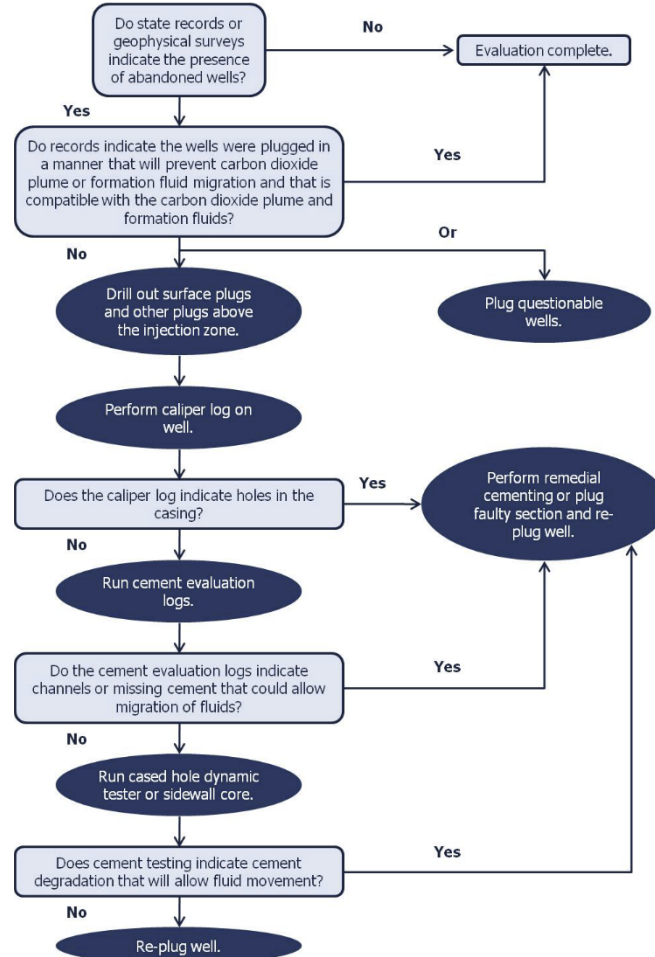 Do state records or
geophysical surveys
indicate the presence
of abandoned wells?
No
Evaluation complete.
Yes
Do records indicate the wells were plugged in
a manner that will prevent carbon dioxide
plume or formation fluid migration and that is
compatible with the carbon dioxide plume and
formation fluids?
Yes
No
Or
Drill out surface plugs
and other plugs above
the injection zone.
Plug questionable
wells.
Perform caliper log on
well.
Does the caliper log indicate holes in the
casing?
Yes
Perform remedial
cementing or plug
faulty section and re-
plug well.
No
Run cement evaluation
logs.
Do the cement evaluation logs indicate
channels or missing cement that could allow
migration of fluids?
Yes
No
Run cased hole dynamic
tester or sidewall core.
Does cement testing indicate cement
degradation that will allow fluid movement?
Yes
No
Re-plug well.